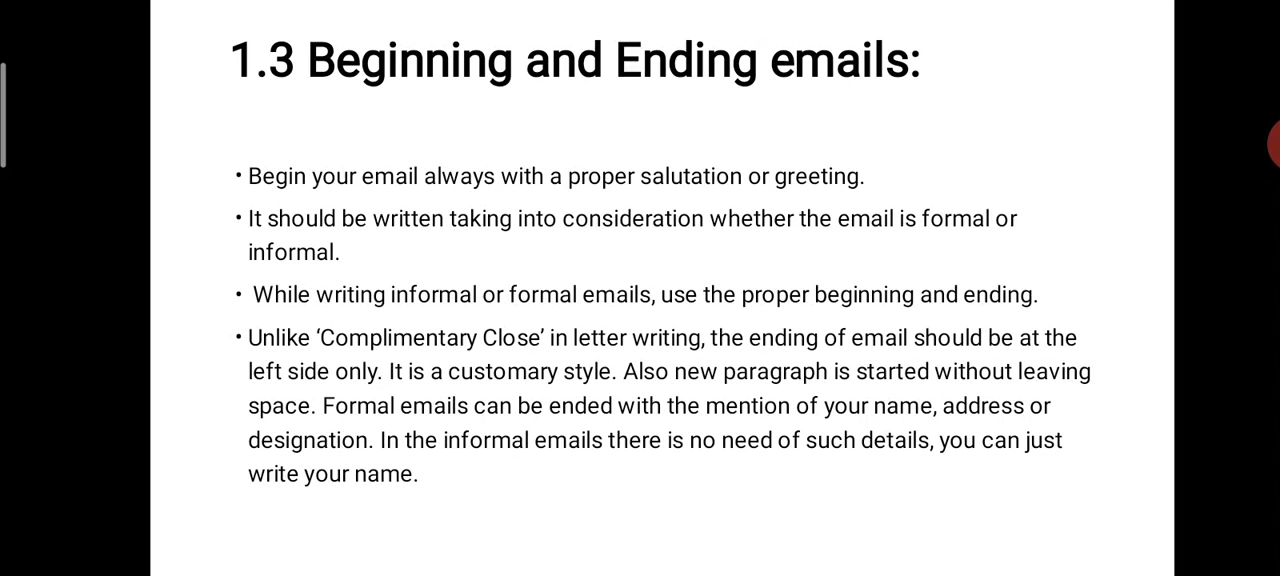 1.3 Beginning and Ending emails:
• Begin your email always with a proper salutation or greeting.
• It should be written taking into consideration whether the email is formal or
informal.
• While writing informal or formal emails, use the proper beginning and ending.
• Unlike ‘Complimentary Close’ in letter writing, the ending of email should be at the
left side only. It is a customary style. Also new paragraph is started without leaving
space. Formal emails can be ended with the mention of your name, address or
designation. In the informal emails there is no need of such details, you can just
write your name.